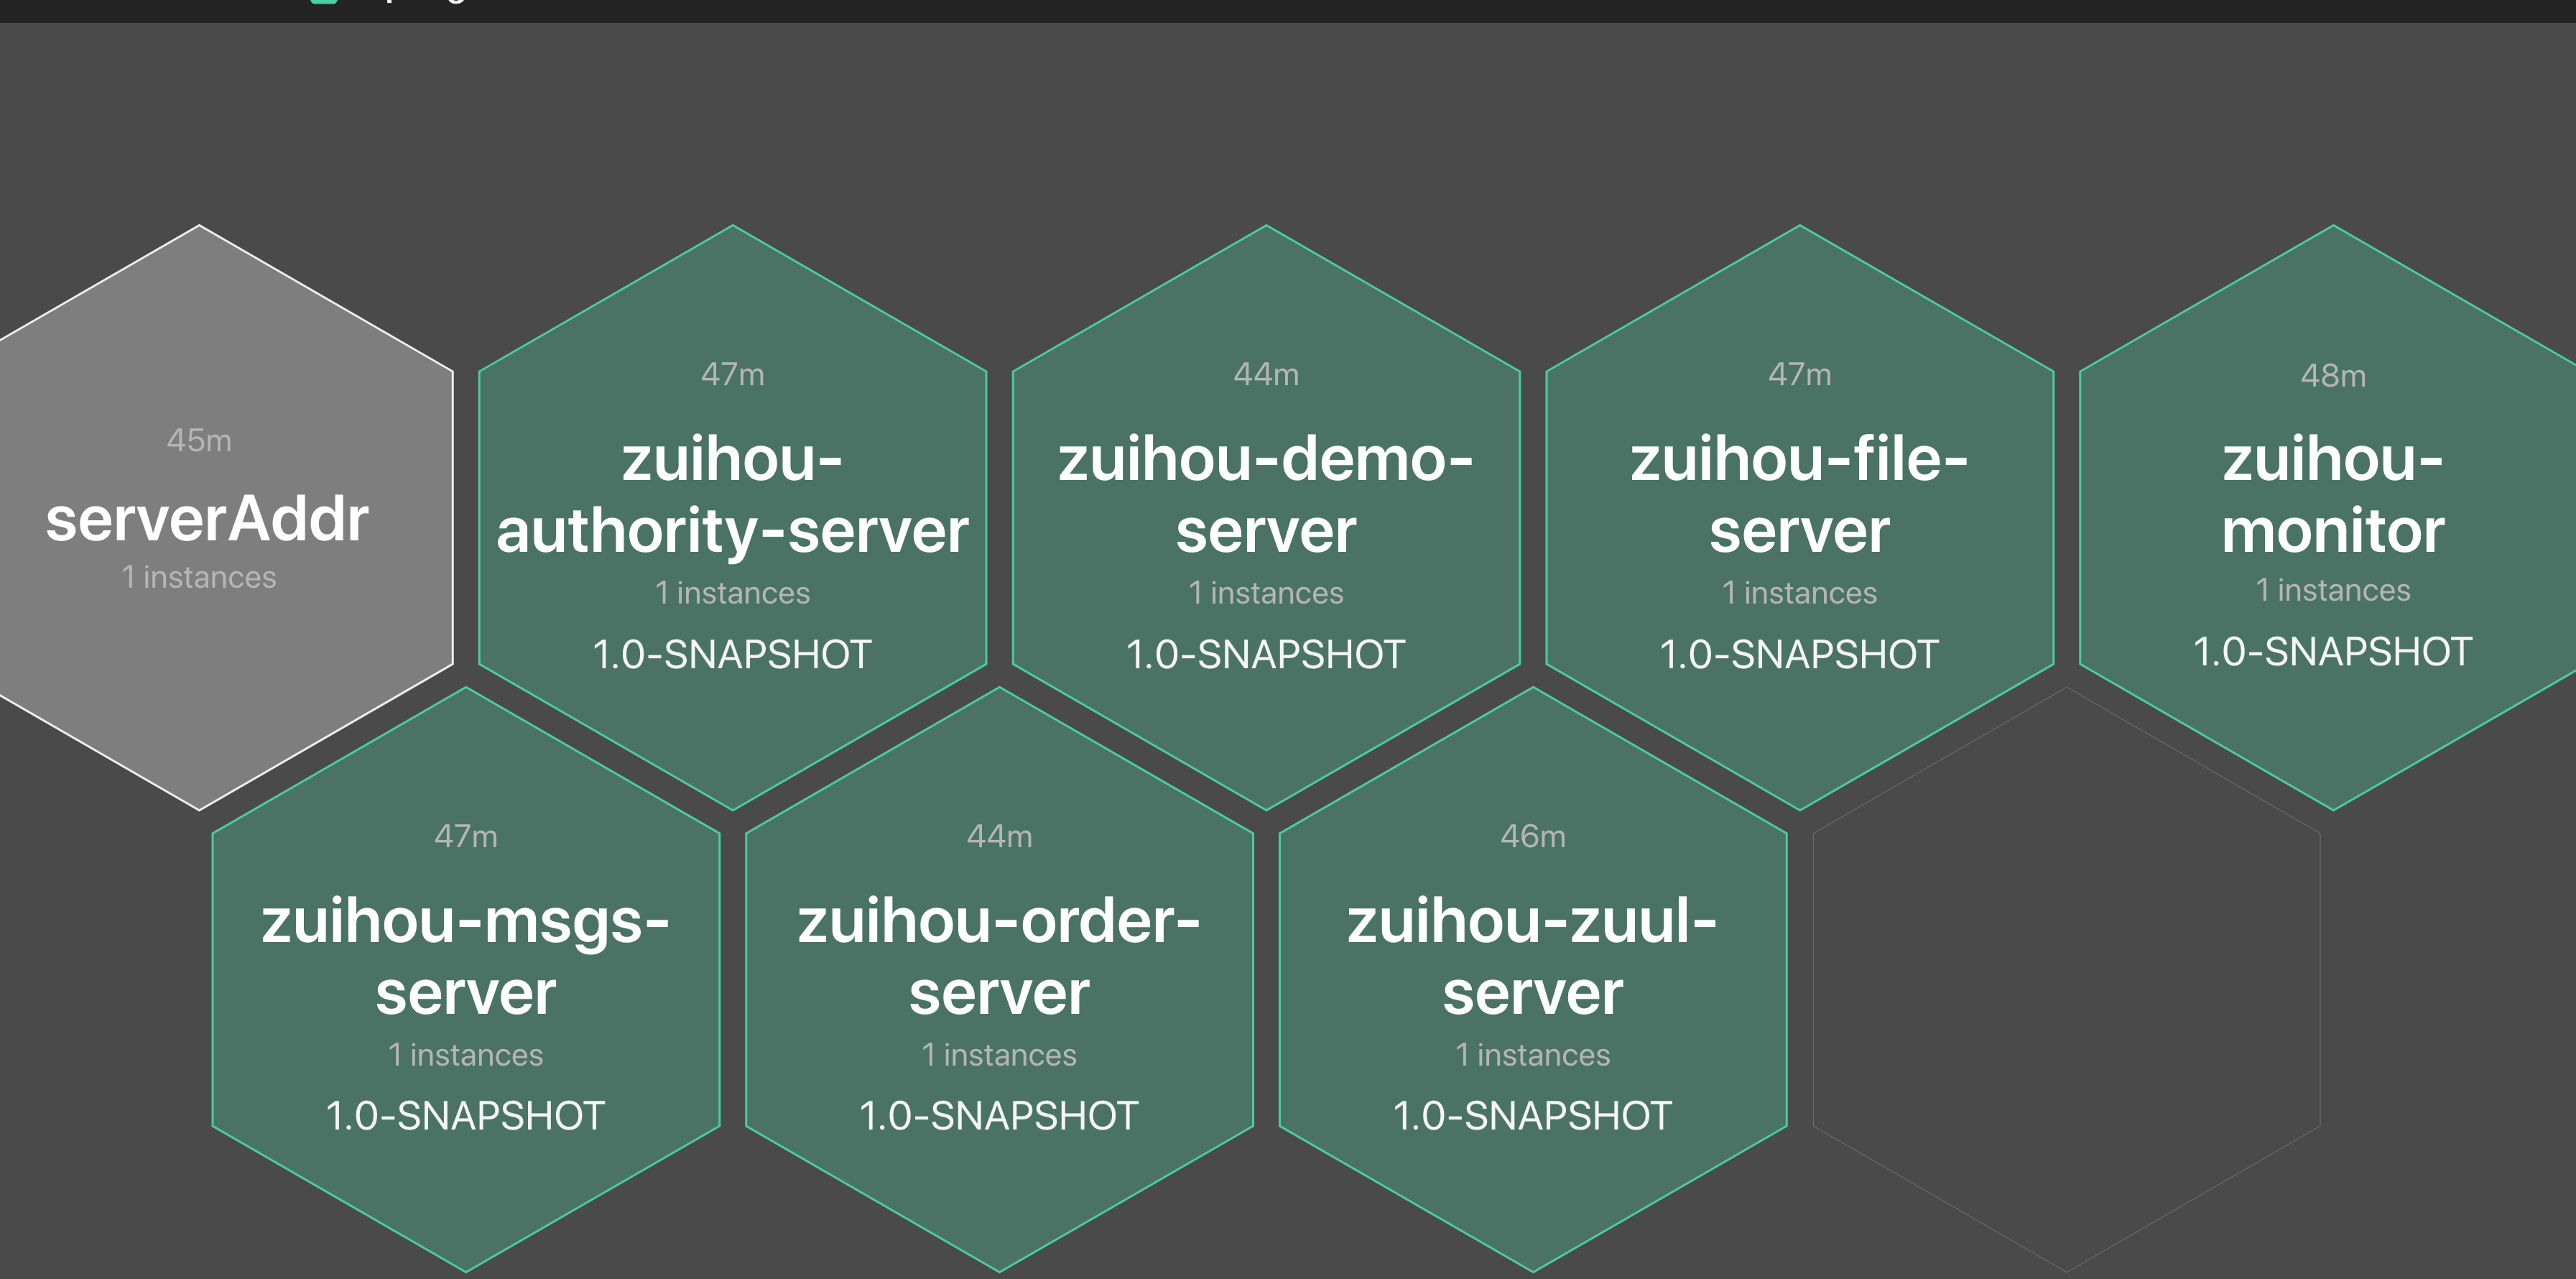 45m
serverAddr
1 instances
47m
zuihou-
authority-server
1 instances
1.0-SNAPSHOT
44m
zuihou-demo-
server
1 instances
1.0-SNAPSHOT
47m
zuihou-file-
server
1 instances
1.0-SNAPSHOT
48m
zuihou-
monitor
1 instances
1.0-SNAPSHOT
47m
zuihou-msgs-
server
1 instances
1.0-SNAPSHOT
44m
zuihou-order-
server
1 instances
1.0-SNAPSHOT
46m
zuihou-zuul-
server
1 instances
1.0-SNAPSHOT